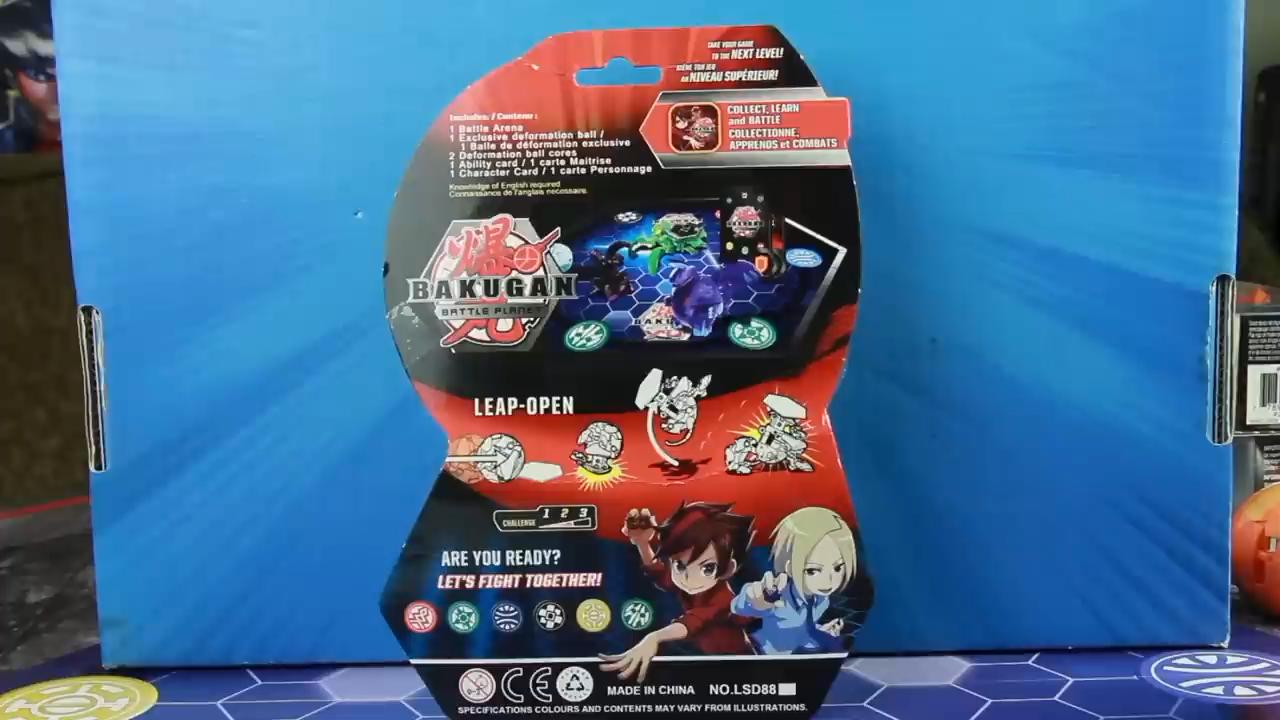 TAKE YOUR GAME
TO THE NEXT LEVEL!
MÈNE TON JEU
AU NIVEAU SUPÉRIEUR!
COLLECT, LEARN
and BATTLE
COLLECTIONNE,
APPRENDS et COMBATS
Includes: / Contenu :
1 Battle Arena
1 Exclusive deformation ball /
1 Balle de déformation exclusive
2 Deformation ball cores
1 Ability card / 1 carte Maitrise
1 Character Card / 1 carte Personnage
Knowledge of English required
Connaissance de l'anglais necessaire.
爆
BAKUGAN
BATTLE PLANET
丸
BAKU
LEAP-OPEN
CHALLENGE 1 2 3
ARE YOU READY?
LET'S FIGHT TOGETHER!
CE
MADE IN CHINA NO.LSD88
SPECIFICATIONS COLOURS AND CONTENTS MAY VARY FROM ILLUSTRATIONS.